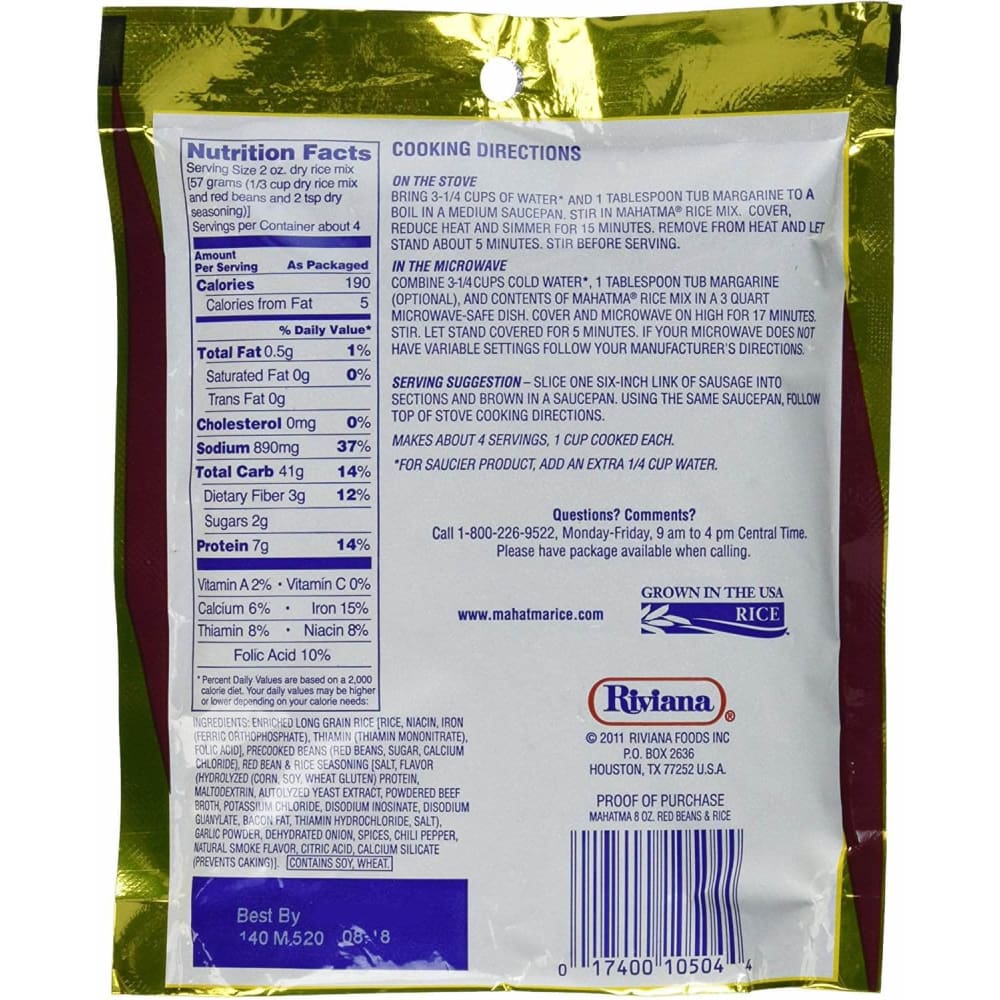 Nutrition Facts
Serving Size 2 oz. dry rice mix
[57 grams (1/3 cup dry rice mix
and red beans and 2 tsp dry
seasoning)]
Servings per Container about 4
Amount
Per Serving As Packaged
Calories 190
Calories from Fat 5
% Daily Value*
Total Fat 0.5g 1%
Saturated Fat 0g 0%
Trans Fat 0g
Cholesterol 0mg 0%
Sodium 890mg 37%
Total Carb 41g 14%
Dietary Fiber 3g 12%
Sugars 2g
Protein 7g 14%
Vitamin A 2% • Vitamin C 0%
Calcium 6% • Iron 15%
Thiamin 8% • Niacin 8%
Folic Acid 10%
*Percent Daily Values are based on a 2,000
calorie diet. Your daily values may be higher
or lower depending on your calorie needs:
INGREDIENTS: ENRICHED LONG GRAIN RICE [RICE, NIACIN, IRON
(FERRIC ORTHOPHOSPHATE), THIAMIN (THIAMIN MONONITRATE),
FOLIC ACID], PRECOOKED BEANS (RED BEANS, SUGAR, CALCIUM
CHLORIDE), RED BEAN & RICE SEASONING [SALT, FLAVOR
(HYDROLYZED (CORN, SOY, WHEAT GLUTEN) PROTEIN,
MALTODEXTRIN, AUTOLYZED YEAST EXTRACT, POWDERED BEEF
BROTH, POTASSIUM CHLORIDE, DISODIUM INOSINATE, DISODIUM
GUANYLATE, BACON FAT, THIAMIN HYDROCHLORIDE, SALT),
GARLIC POWDER, DEHYDRATED ONION, SPICES, CHILI PEPPER,
NATURAL SMOKE FLAVOR, CITRIC ACID, CALCIUM SILICATE
(PREVENTS CAKING)]. CONTAINS SOY, WHEAT.
Best By
140 M,520
COOKING DIRECTIONS
ON THE STOVE
BRING 3-1/4 CUPS OF WATER* AND 1 TABLESPOON TUB MARGARINE TO A
BOIL IN A MEDIUM SAUCEPAN. STIR IN MAHATMA® RICE MIX. COVER,
REDUCE HEAT AND SIMMER FOR 15 MINUTES. REMOVE FROM HEAT AND LET
STAND ABOUT 5 MINUTES. STIR BEFORE SERVING.
IN THE MICROWAVE
COMBINE 3-1/4 CUPS COLD WATER*, 1 TABLESPOON TUB MARGARINE
(OPTIONAL), AND CONTENTS OF MAHATMA® RICE MIX IN A 3 QUART
MICROWAVE-SAFE DISH. COVER AND MICROWAVE ON HIGH FOR 17 MINUTES.
STIR. LET STAND COVERED FOR 5 MINUTES. IF YOUR MICROWAVE DOES NOT
HAVE VARIABLE SETTINGS FOLLOW YOUR MANUFACTURER'S DIRECTIONS.
SERVING SUGGESTION – SLICE ONE SIX-INCH LINK OF SAUSAGE INTO
SECTIONS AND BROWN IN A SAUCEPAN. USING THE SAME SAUCEPAN, FOLLOW
TOP OF STOVE COOKING DIRECTIONS.
MAKES ABOUT 4 SERVINGS, 1 CUP COOKED EACH.
*FOR SAUCIER PRODUCT, ADD AN EXTRA 1/4 CUP WATER.
Questions? Comments?
Call 1-800-226-9522, Monday-Friday, 9 am to 4 pm Central Time.
Please have package available when calling.
www.mahatmarice.com
GROWN IN THE USA
RICE
Riviana®
© 2011 RIVIANA FOODS INC
P.O. BOX 2636
HOUSTON, TX 77252 U.S.A.
PROOF OF PURCHASE
MAHATMA 8 OZ. RED BEANS & RICE
0 17400 10504 4